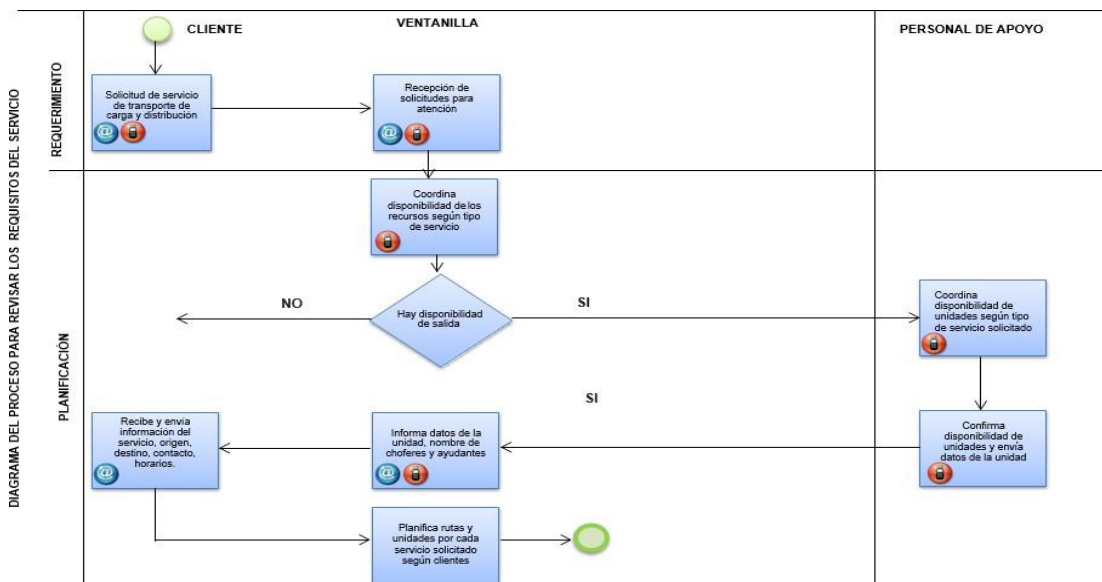 DIAGRAMA DEL PROCESO PARA REVISAR LOS REQUISITOS DEL SERVICIO
CLIENTE
VENTANILLA
PERSONAL DE APOYO
REQUERIMIENTO
Solicitud de servicio
de transporte de
carga y distribución
@
Recepción de
solicitudes para
atención
@
PLANIFICACIÓN
Coordina
disponibilidad de los
recursos según tipo
de servicio
NO
Hay disponibilidad
de salida
SI
Coordina
disponibilidad de
unidades según tipo
de servicio solicitado
SI
Recibe y envía
información del
servicio, origen,
destino, contacto,
horarios.
@
Informa datos de la
unidad, nombre de
choferes y ayudantes
@
Confirma
disponibilidad de
unidades y envía
datos de la unidad
Planifica rutas y
unidades por cada
servicio solicitado
según clientes